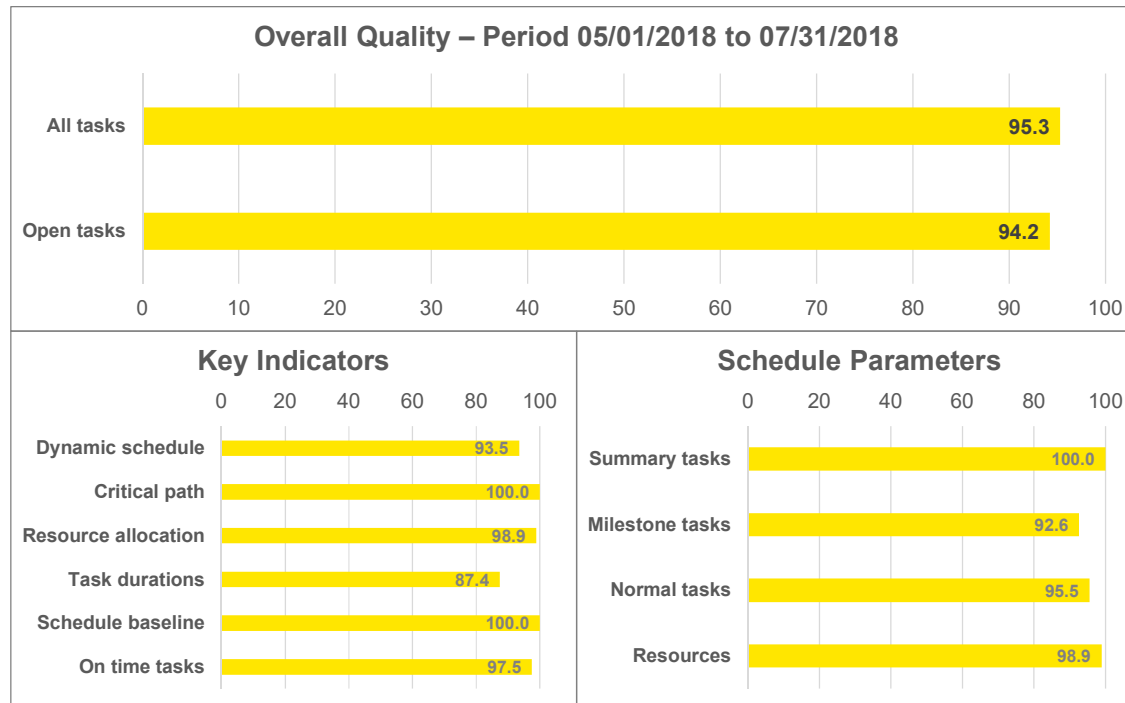 Overall Quality – Period 05/01/2018 to 07/31/2018
All tasks 95.3
Open tasks 94.2
0 10 20 30 40 50 60 70 80 90 100
Key Indicators
0 20 40 60 80 100
Dynamic schedule 93.5
Critical path 100.0
Resource allocation 98.9
Task durations 87.4
Schedule baseline 100.0
On time tasks 97.5
Schedule Parameters
0 20 40 60 80 100
Summary tasks 100.0
Milestone tasks 92.6
Normal tasks 95.5
Resources 98.9